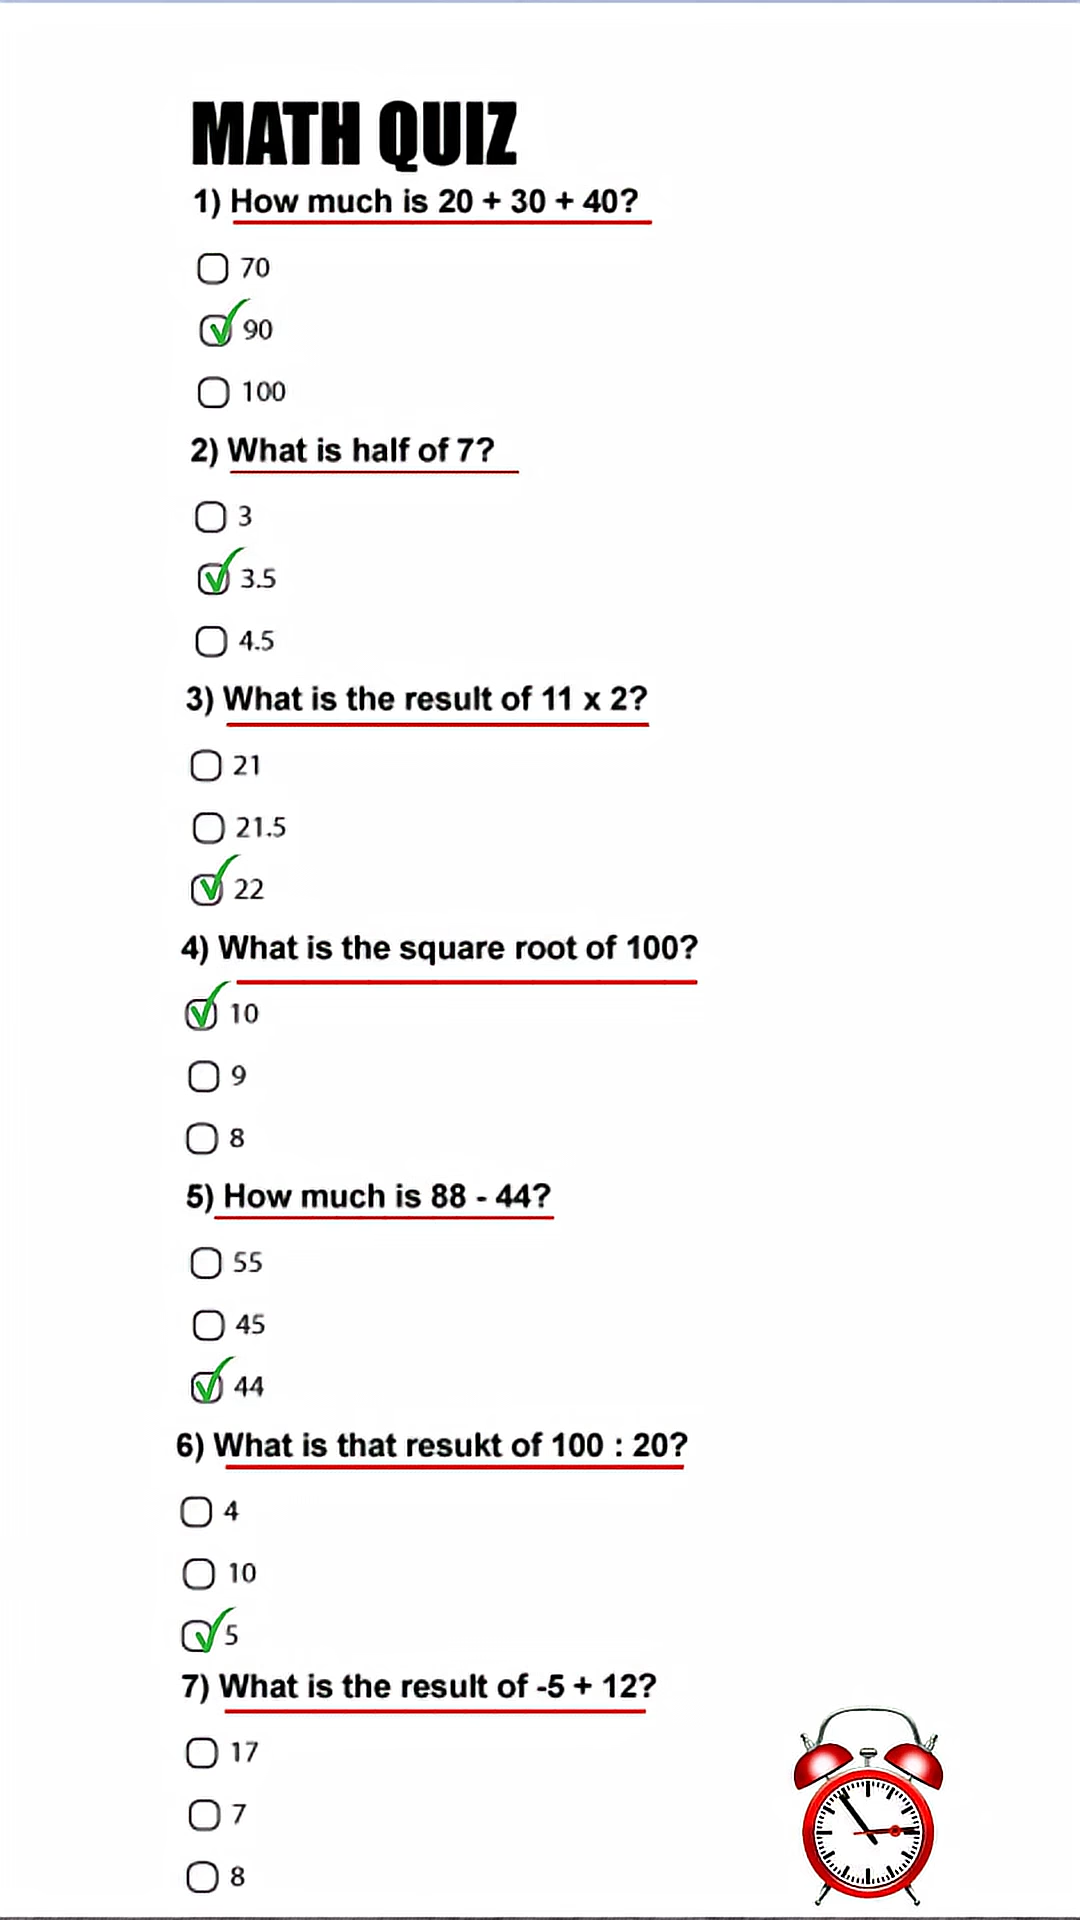 MATH QUIZ
1) How much is 20 + 30 + 40?
70
90
100
2) What is half of 7?
3
3.5
4.5
3) What is the result of 11 x 2?
21
21.5
22
4) What is the square root of 100?
10
9
8
5) How much is 88 - 44?
55
45
44
6) What is that resukt of 100 : 20?
4
10
5
7) What is the result of -5 + 12?
17
7
8